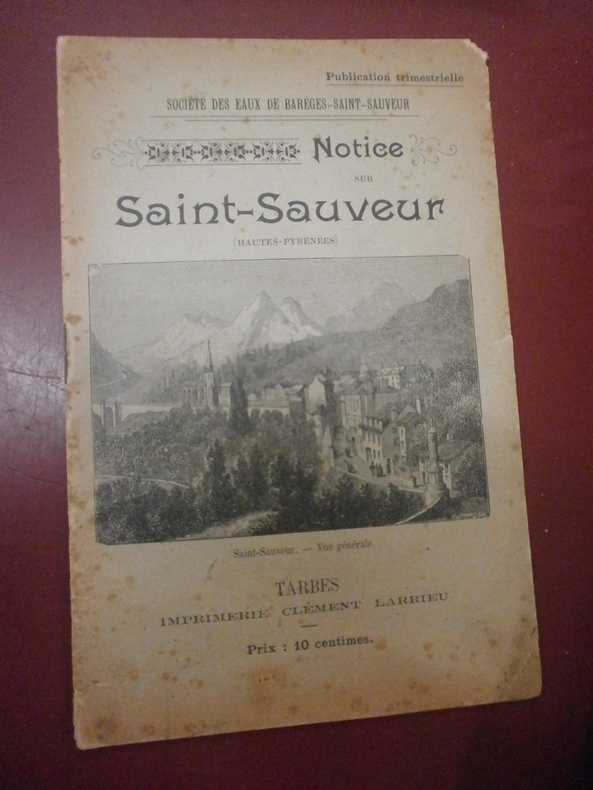 Publication trimestrielle
SOCIÉTÉ DES EAUX DE BARÈGES-SAINT-SAUVEUR
Notice
SUR
Saint-Sauveur
(HAUTES-PYRÉNÉES)
Saint-Sauveur. — Vue générale.
TARBES
IMPRIMERIE CLÉMENT LARRIEU
Prix : 10 centimes.